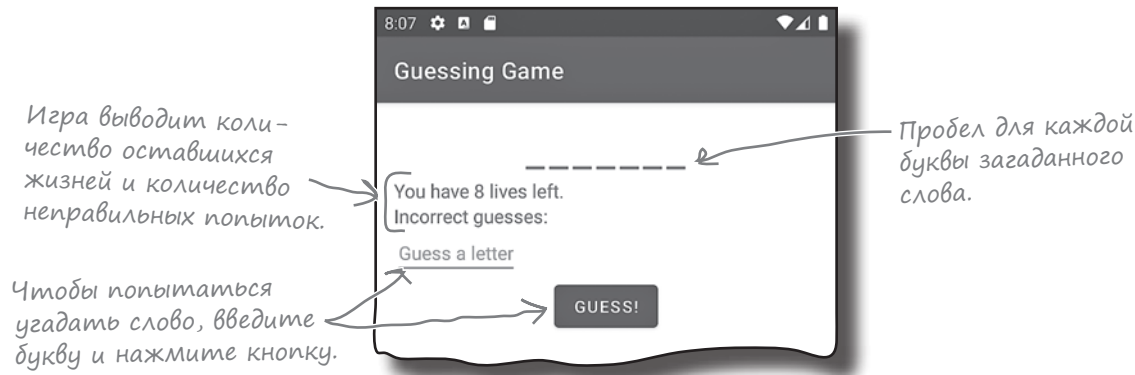 8:07
Guessing Game
Игра выводит коли-
чество оставшихся
жизней и количество
неправильных попыток.
Пробел для каждой
буквы загаданного
слова.
_ _ _ _ _ _ _
You have 8 lives left.
Incorrect guesses:
Guess a letter
Чтобы попытаться
угадать слово, введите
букву и нажмите кнопку.
GUESS!